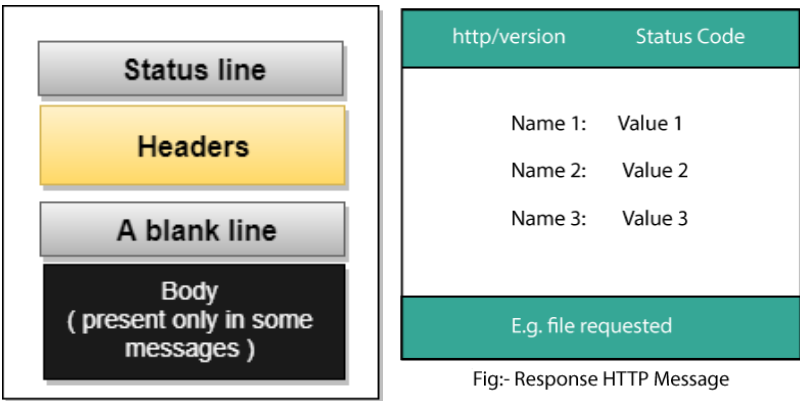 Status line
Headers
A blank line
Body
( present only in some
messages )
http/version Status Code
Name 1: Value 1
Name 2: Value 2
Name 3: Value 3
E.g. file requested
Fig:- Response HTTP Message